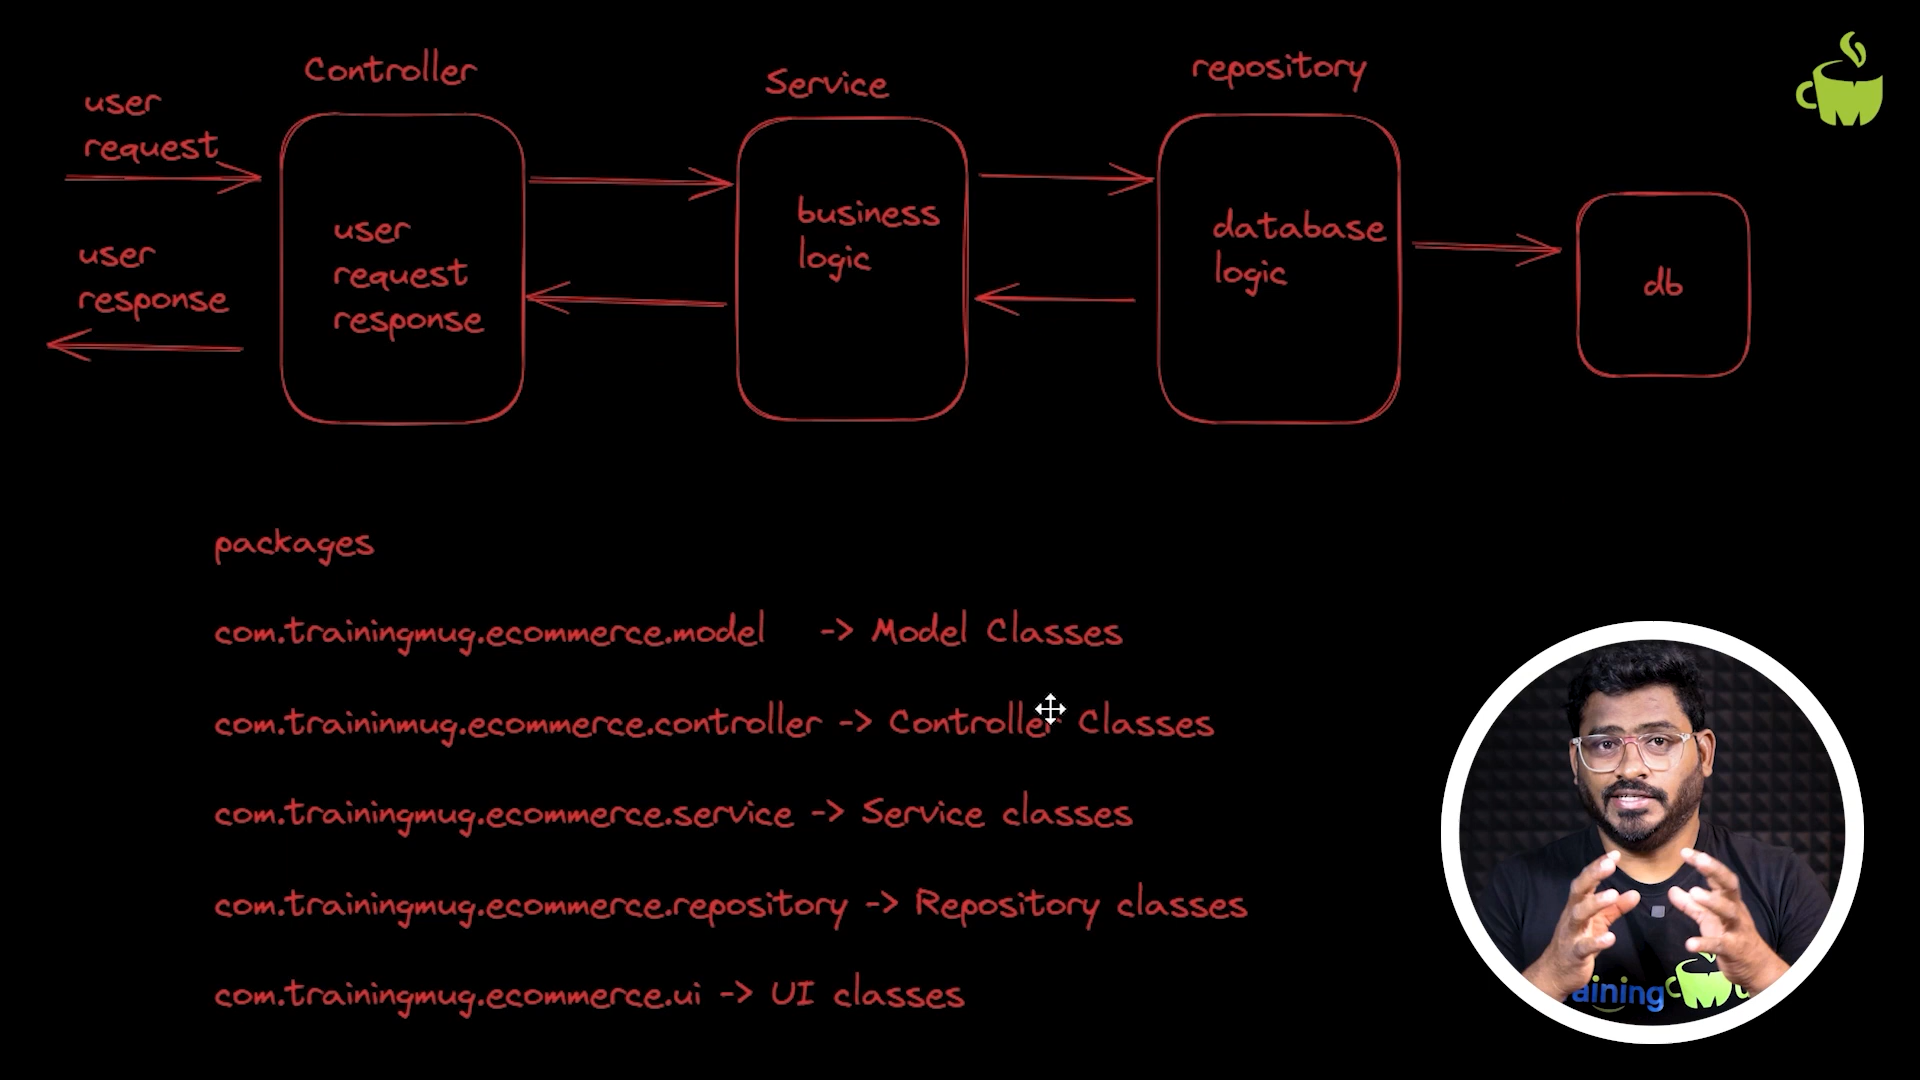 Controller
Service
repository
user
request
user
response
user
request
response
business
logic
database
logic
db
packages
com.trainingmug.ecommerce.model -> Model Classes
com.traininmug.ecommerce.controller -> Controller Classes
com.trainingmug.ecommerce.service -> Service classes
com.traininingmug.ecommerce.repository -> Repository classes
com.trainingmug.ecommerce.ui -> UI classes